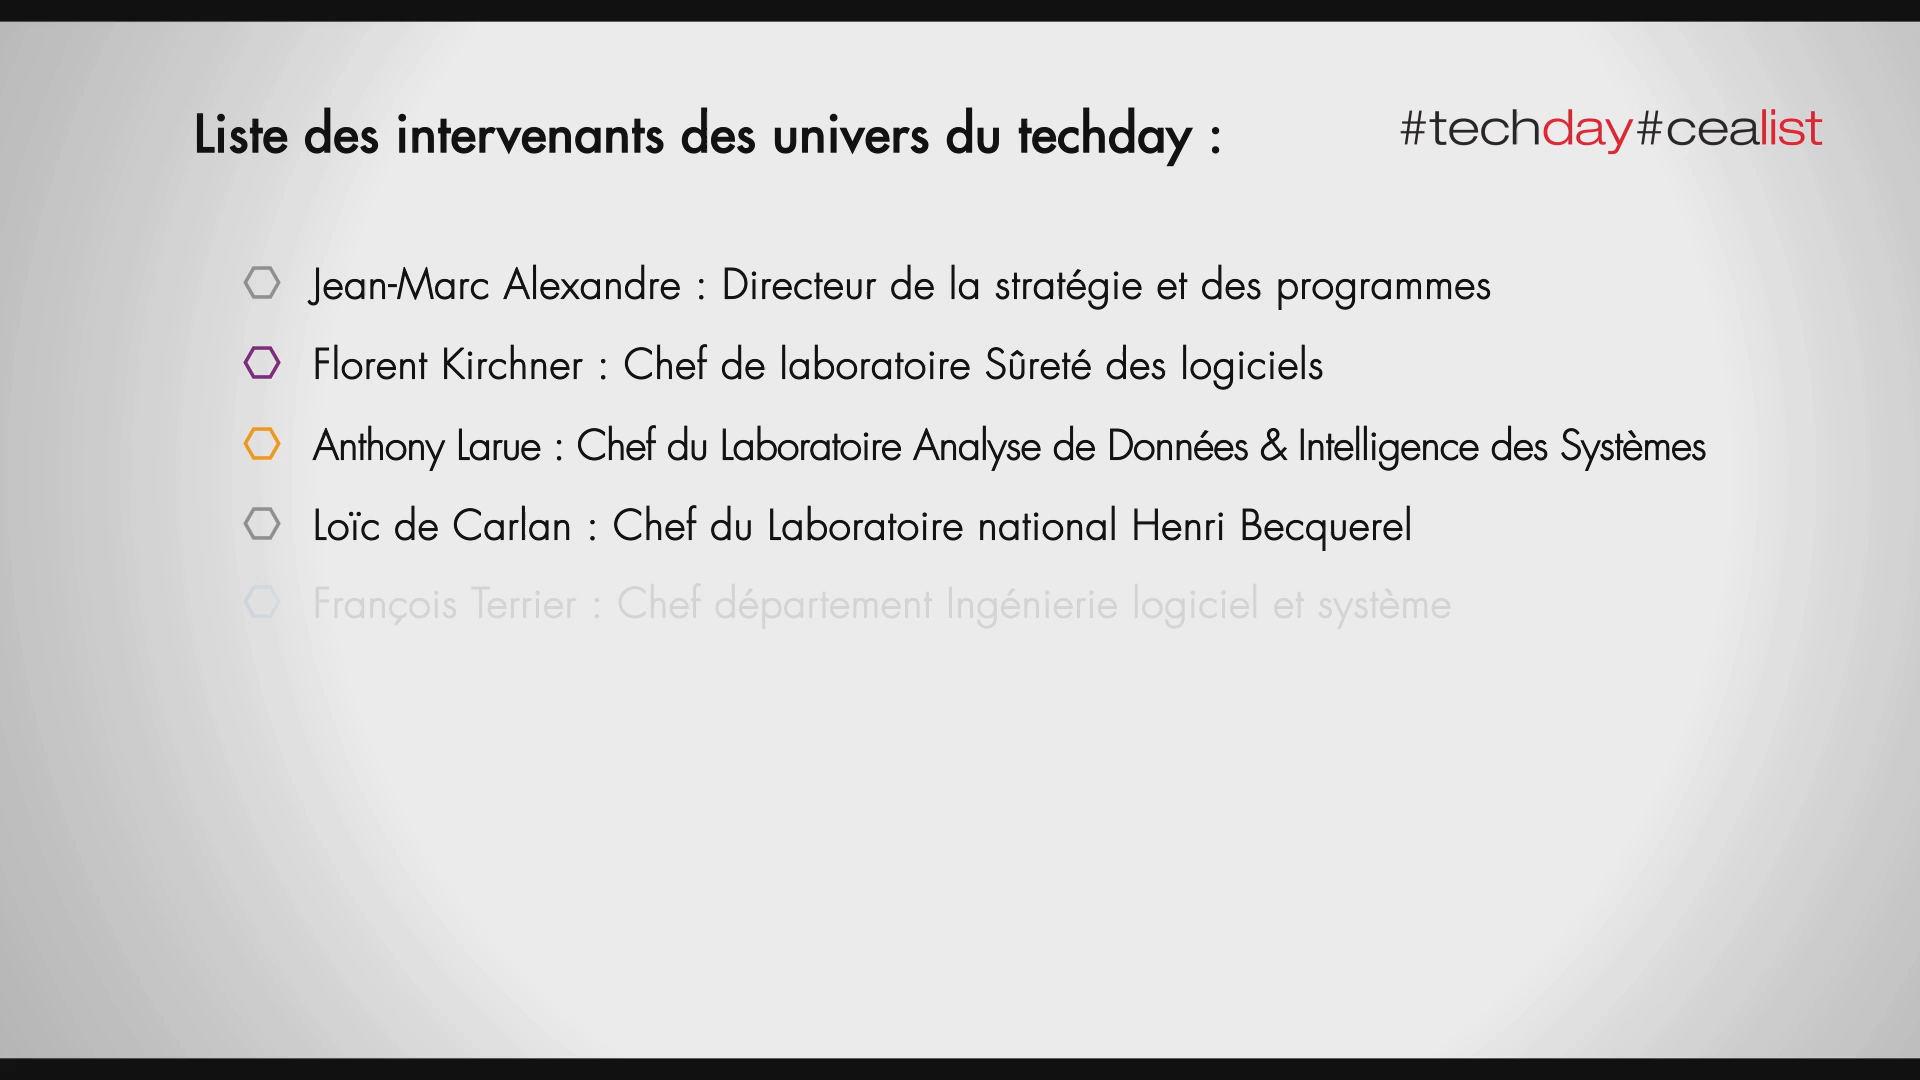 Liste des intervenants des univers du techday :
#techday#cealist
Jean-Marc Alexandre : Directeur de la stratégie et des programmes
Florent Kirchner : Chef de laboratoire Sûreté des logiciels
Anthony Larue : Chef du Laboratoire Analyse de Données & Intelligence des Systèmes
Loïc de Carlan : Chef du Laboratoire national Henri Becquerel
François Terrier : Chef département Ingénierie logiciel et système